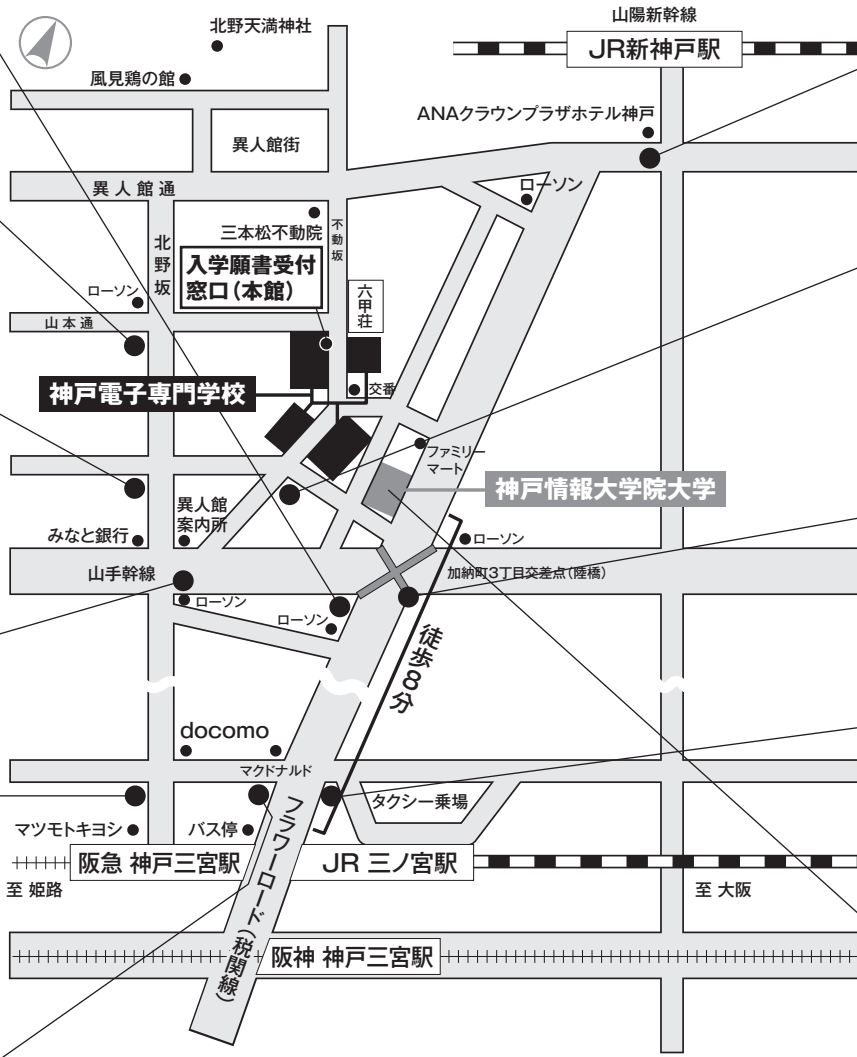 山陽新幹線
JR新神戸駅
北野天満神社
風見鶏の館
ANAクラウンプラザホテル神戸
異人館街
異人館通
ローソン
三本松不動院
不動坂
北野坂
入学願書受付
窓口(本館)
六甲荘
ローソン
山本通
神戸電子専門学校
交番
ファミリー
マート
神戸情報大学院大学
異人館
案内所
みなと銀行
ローソン
山手幹線
加納町3丁目交差点(陸橋)
ローソン
ローソン
徒歩8分
docomo
マクドナルド
タクシー乗場
マツモトキヨシ
バス停
フラワーロード(税関線)
阪急 神戸三宮駅
JR 三ノ宮駅
至 姫路
至 大阪
阪神 神戸三宮駅